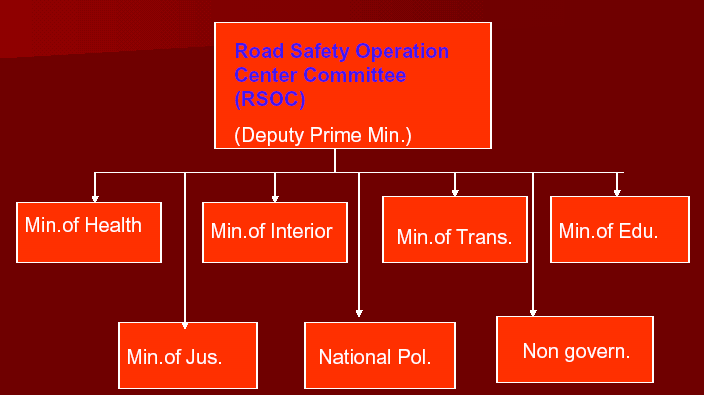 Road Safety Operation
Center Committee
(RSOC)
(Deputy Prime Min.)
Min.of Health
Min.of Interior
Min.of Trans.
Min.of Edu.
Min.of Jus.
National Pol.
Non govern.